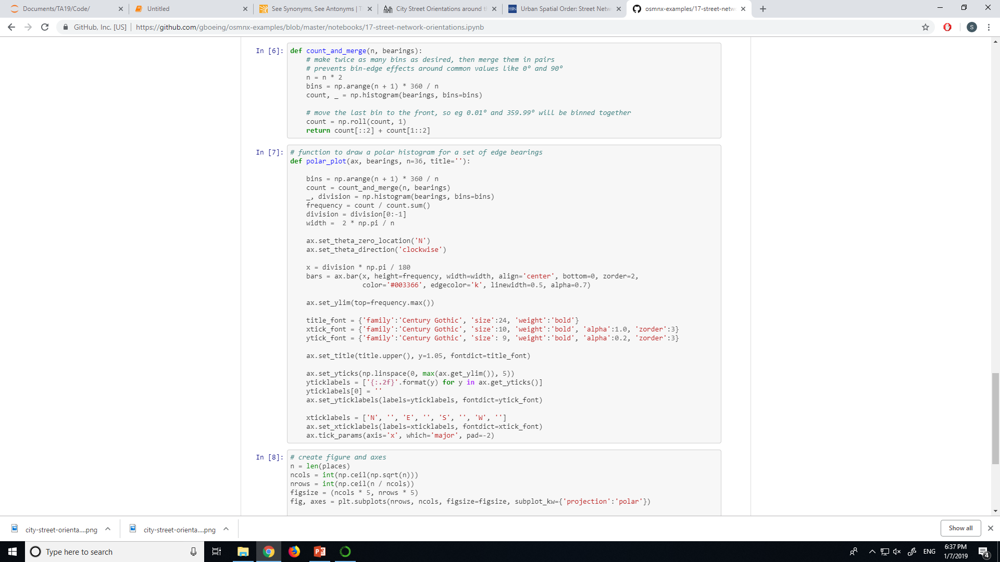 Documents/TA19/Code/
Untitled
See Synonyms, See Antonyms | T
City Street Orientations around t
SSRN
Urban Spatial Order: Street Netw
osmnx-examples/17-street-netw
GitHub, Inc. [US] | https://github.com/gboeing/osmnx-examples/blob/master/notebooks/17-street-network-orientations.ipynb
S
In [6]: def count_and_merge(n, bearings):
    # make twice as many bins as desired, then merge them in pairs
    # prevents bin-edge effects around common values like 0° and 90°
    n = n * 2
    bins = np.arange(n + 1) * 360 / n
    count, _ = np.histogram(bearings, bins=bins)
    # move the last bin to the front, so eg 0.01° and 359.99° will be binned together
    count = np.roll(count, 1)
    return count[::2] + count[1::2]
In [7]: # function to draw a polar histogram for a set of edge bearings
def polar_plot(ax, bearings, n=36, title=''):
    bins = np.arange(n + 1) * 360 / n
    count = count_and_merge(n, bearings)
    _, division = np.histogram(bearings, bins=bins)
    frequency = count / count.sum()
    division = division[0:-1]
    width =  2 * np.pi / n
    ax.set_theta_zero_location('N')
    ax.set_theta_direction('clockwise')
    x = division * np.pi / 180
    bars = ax.bar(x, height=frequency, width=width, align='center', bottom=0, zorder=2,
                  color='#003366', edgecolor='k', linewidth=0.5, alpha=0.7)
    ax.set_ylim(top=frequency.max())
    title_font = {'family':'Century Gothic', 'size':24, 'weight':'bold'}
    xtick_font = {'family':'Century Gothic', 'size':10, 'weight':'bold', 'alpha':1.0, 'zorder':3}
    ytick_font = {'family':'Century Gothic', 'size': 9, 'weight':'bold', 'alpha':0.2, 'zorder':3}
    ax.set_title(title.upper(), y=1.05, fontdict=title_font)
    ax.set_yticks(np.linspace(0, max(ax.get_ylim()), 5))
    yticklabels = ['{:.2f}'.format(y) for y in ax.get_yticks()]
    yticklabels[0] = ''
    ax.set_yticklabels(labels=yticklabels, fontdict=ytick_font)
    xticklabels = ['N', '', 'E', '', 'S', '', 'W', '']
    ax.set_xticklabels(labels=xticklabels, fontdict=xtick_font)
    ax.tick_params(axis='x', which='major', pad=-2)
In [8]: # create figure and axes
n = len(places)
ncols = int(np.ceil(np.sqrt(n)))
nrows = int(np.ceil(n / ncols))
figsize = (ncols * 5, nrows * 5)
fig, axes = plt.subplots(nrows, ncols, figsize=figsize, subplot_kw={'projection':'polar'})
city-street-orienta....png
city-street-orienta....png
Show all
Type here to search
ENG
6:37 PM
1/7/2019
4